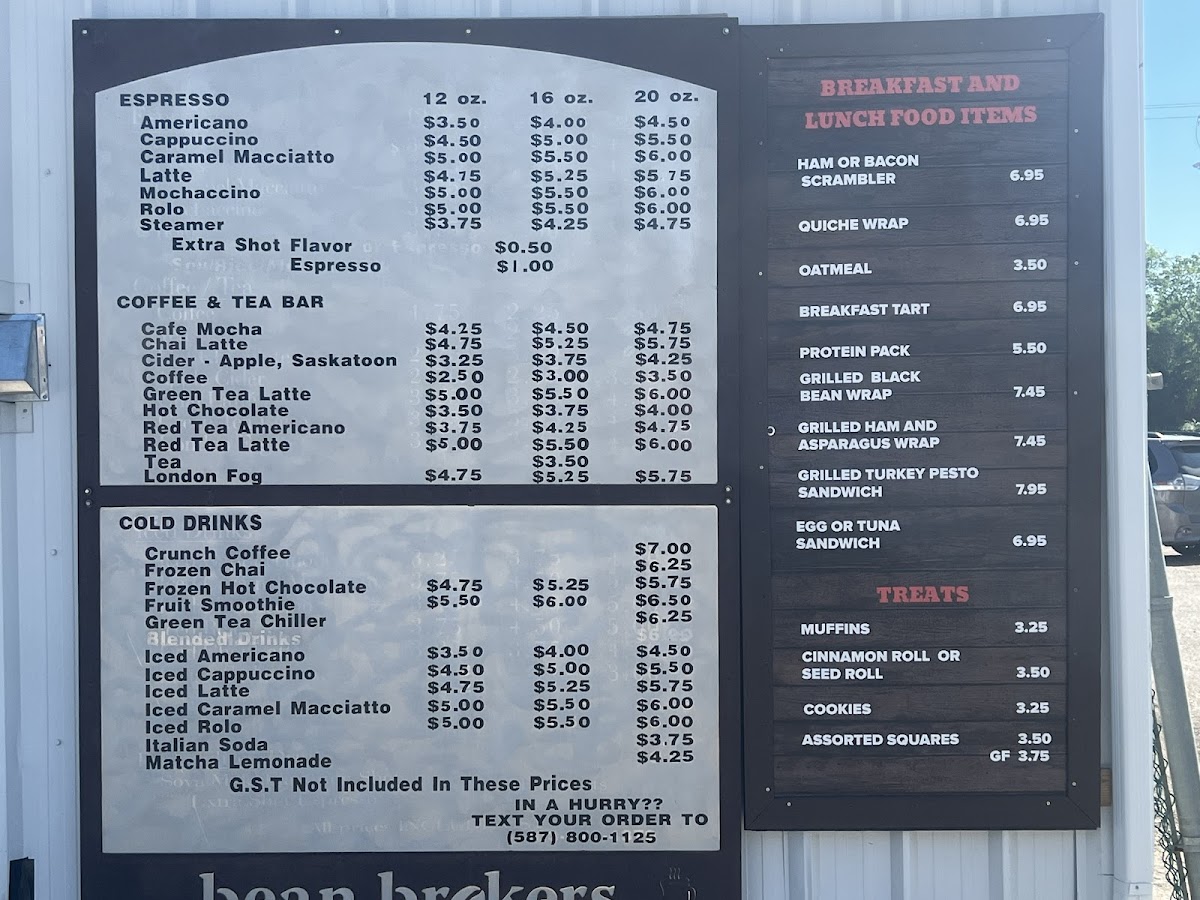 ESPRESSO 12 oz. 16 oz. 20 oz.
Americano $3.50 $4.00 $4.50
Cappuccino $4.50 $5.00 $5.50
Caramel Macciatto $5.00 $5.50 $6.00
Latte $4.75 $5.25 $5.75
Mochaccino $5.00 $5.50 $6.00
Rolo $5.00 $5.50 $6.00
Steamer $3.75 $4.25 $4.75
Extra Shot Flavor $0.50
Espresso $1.00
COFFEE & TEA BAR
Cafe Mocha $4.25 $4.50 $4.75
Chai Latte $4.75 $5.25 $5.75
Cider - Apple, Saskatoon $3.25 $3.75 $4.25
Coffee $2.50 $3.00 $3.50
Green Tea Latte $5.00 $5.50 $6.00
Hot Chocolate $3.50 $3.75 $4.00
Red Tea Americano $3.75 $4.25 $4.75
Red Tea Latte $5.00 $5.50 $6.00
Tea $3.50
London Fog $4.75 $5.25 $5.75
COLD DRINKS
Crunch Coffee $7.00
Frozen Chai $6.25
Frozen Hot Chocolate $4.75 $5.25 $5.75
Fruit Smoothie $5.50 $6.00 $6.50
Green Tea Chiller $6.25
Blended Drinks
Iced Americano $3.50 $4.00 $4.50
Iced Cappuccino $4.50 $5.00 $5.50
Iced Latte $4.75 $5.25 $5.75
Iced Caramel Macciatto $5.00 $5.50 $6.00
Iced Rolo $5.00 $5.50 $6.00
Italian Soda $3.75
Matcha Lemonade $4.25
G.S.T Not Included In These Prices
IN A HURRY??
TEXT YOUR ORDER TO
(587) 800-1125
bean brokers
BREAKFAST AND
LUNCH FOOD ITEMS
HAM OR BACON
SCRAMBLER 6.95
QUICHE WRAP 6.95
OATMEAL 3.50
BREAKFAST TART 6.95
PROTEIN PACK 5.50
GRILLED BLACK
BEAN WRAP 7.45
GRILLED HAM AND
ASPARAGUS WRAP 7.45
GRILLED TURKEY PESTO
SANDWICH 7.95
EGG OR TUNA
SANDWICH 6.95
TREATS
MUFFINS 3.25
CINNAMON ROLL OR
SEED ROLL 3.50
COOKIES 3.25
ASSORTED SQUARES 3.50
GF 3.75